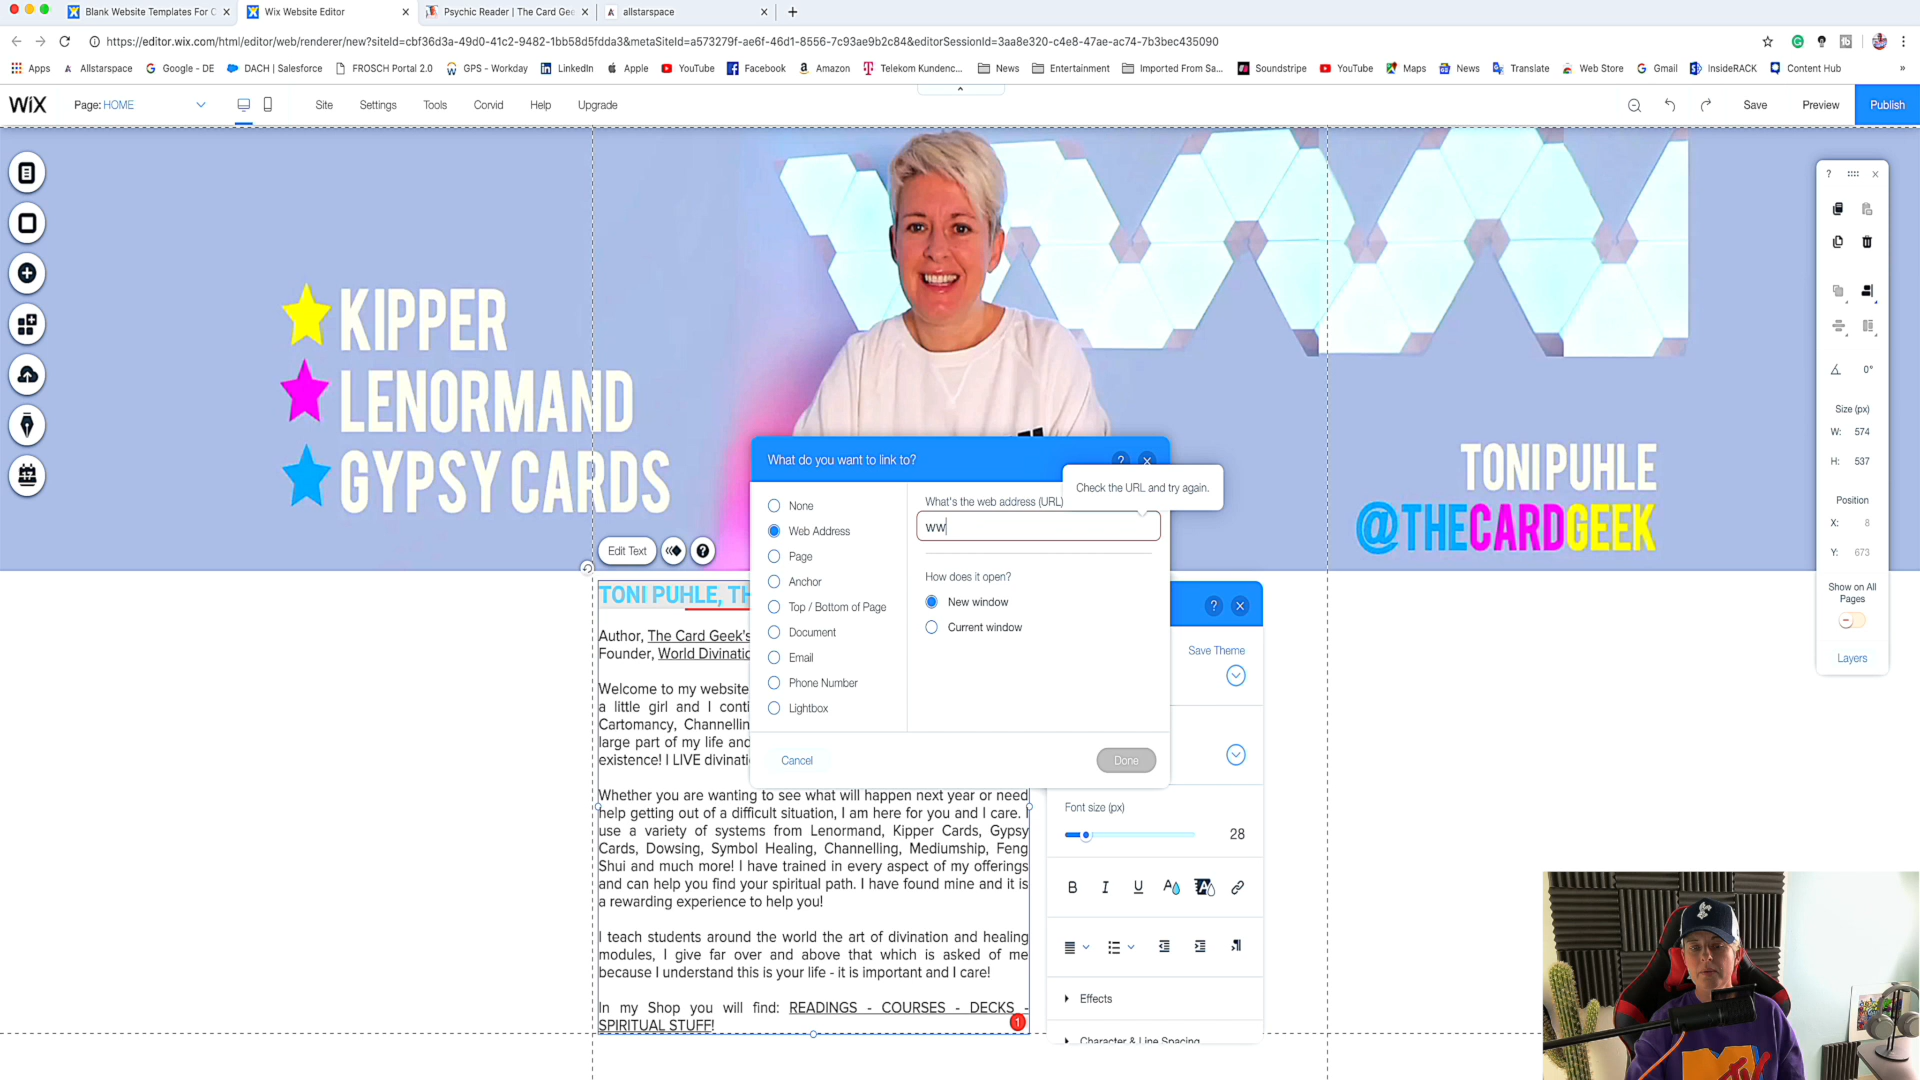 Blank Website Templates For C
Wix Website Editor
Psychic Reader | The Card Gee
allstarspace
https://editor.wix.com/html/editor/web/renderer/new?siteId=cbf36d3a-49d0-41c2-9482-1bb58d5fdda3&metaSiteId=a573279f-ae6f-46d1-8556-7c93ae9b2c84&editorSessionId=3aa8e320-c4e8-47ae-ac74-7b3bec435090
Apps Allstarspace Google - DE DACH | Salesforce FROSCH Portal 2.0 GPS - Workday LinkedIn Apple YouTube Facebook Amazon Telekom Kundenc... News Entertainment Imported From Sa... Soundstripe YouTube Maps News Translate Web Store Gmail InsideRACK Content Hub »
WiX Page: HOME Site Settings Tools Corvid Help Upgrade Save Preview Publish
KIPPER
LENORMAND
GYPSY CARDS
TONI PUHLE
@THECARDGEEK
What do you want to link to? ?
None
Web Address
Page
Anchor
Top / Bottom of Page
Document
Email
Phone Number
Lightbox
Cancel
What's the web address (URL)
Check the URL and try again.
ww
How does it open?
New window
Current window
Done
Edit Text ?
TONI PUHLE, TH
Author, The Card Geek's
Founder, World Divinatio
Welcome to my website
a little girl and I conti
Cartomancy, Channellin
large part of my life and
existence! I LIVE divinati
Whether you are wanting to see what will happen next year or need
help getting out of a difficult situation, I am here for you and I care. I
use a variety of systems from Lenormand, Kipper Cards, Gypsy
Cards, Dowsing, Symbol Healing, Channelling, Mediumship, Feng
Shui and much more! I have trained in every aspect of my offerings
and can help you find your spiritual path. I have found mine and it is
a rewarding experience to help you!
I teach students around the world the art of divination and healing
modules, I give far over and above that which is asked of me
because I understand this is your life - it is important and I care!
In my Shop you will find: READINGS - COURSES - DECKS -
SPIRITUAL STUFF!
1
?
Save Theme
Font size (px)
28
B I U A A
Effects
Character & Line Spacing
?
0°
Size (px)
W: 574
H: 537
Position
X: 8
Y: 673
Show on All
Pages
Layers